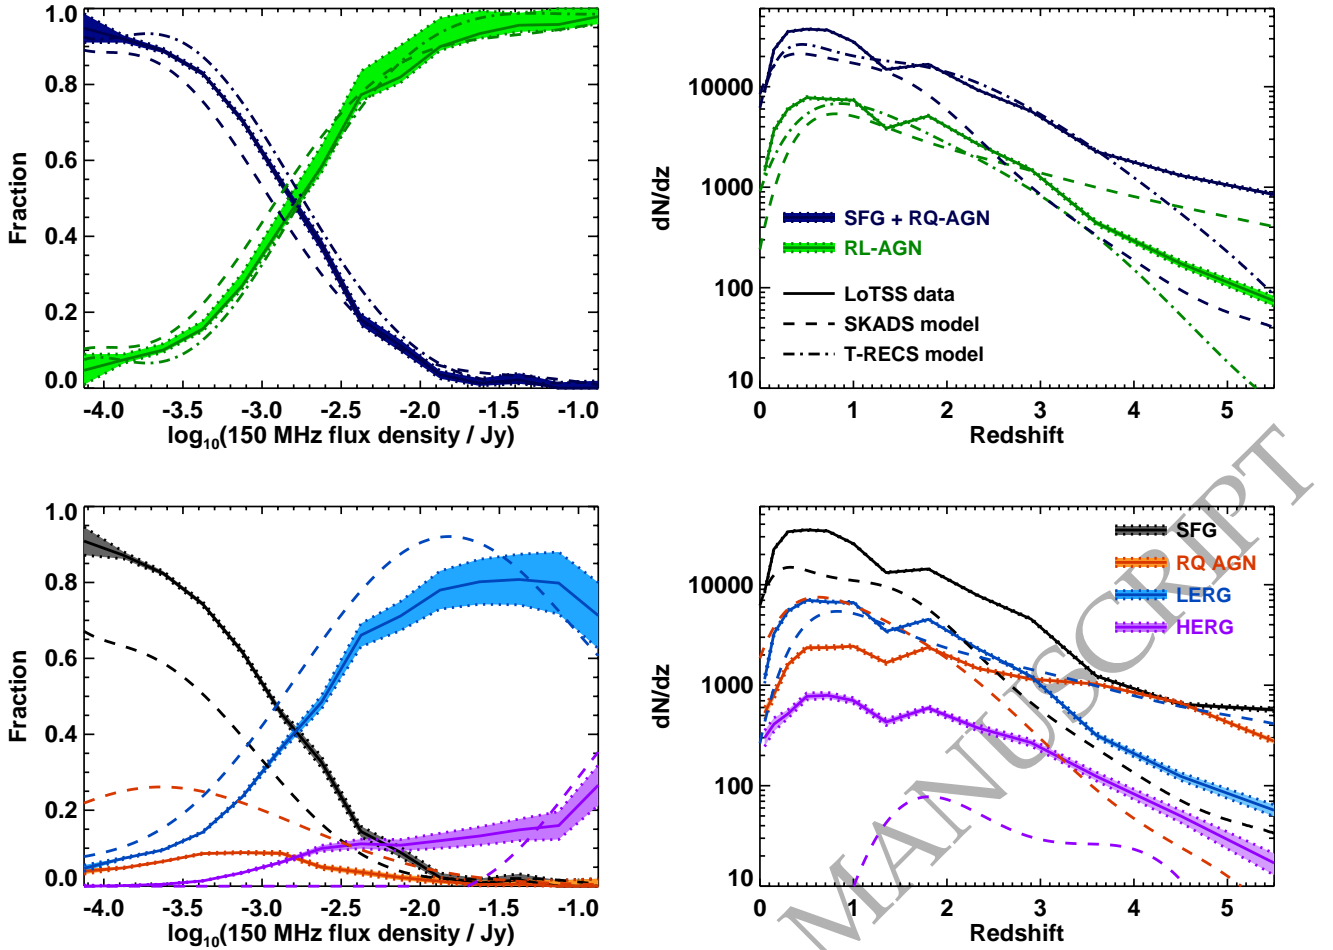 1.0
0.8
0.6
0.4
0.2
0.0
Fraction
-4.0 -3.5 -3.0 -2.5 -2.0 -1.5 -1.0
log10(150 MHz flux density / Jy)
10000
1000
100
10
dN/dz
SFG + RQ-AGN
RL-AGN
LoTSS data
SKADS model
T-RECS model
0 1 2 3 4 5
Redshift
1.0
0.8
0.6
0.4
0.2
0.0
Fraction
-4.0 -3.5 -3.0 -2.5 -2.0 -1.5 -1.0
log10(150 MHz flux density / Jy)
10000
1000
100
10
dN/dz
SFG
RQ AGN
LERG
HERG
0 1 2 3 4 5
Redshift
MANUSCRIPT